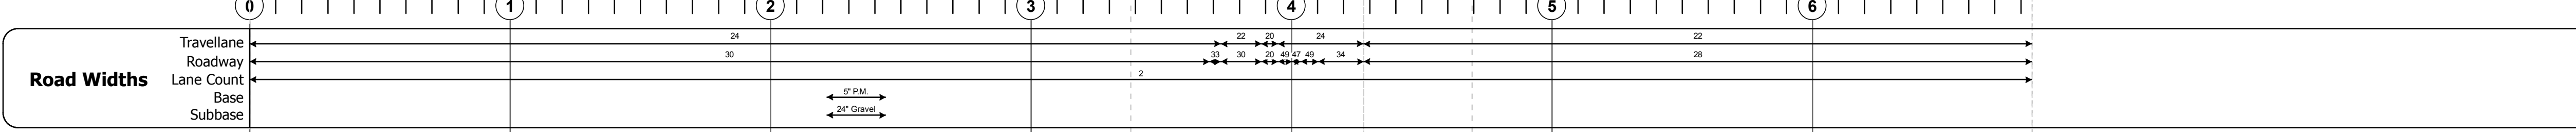 0 1 2 3 4 5 6
Travellane 24 22 20 24 22
Roadway 30 33 30 20 49 47 49 34 28
Road Widths
Lane Count 2
Base 5" P.M.
Subbase 24" Gravel